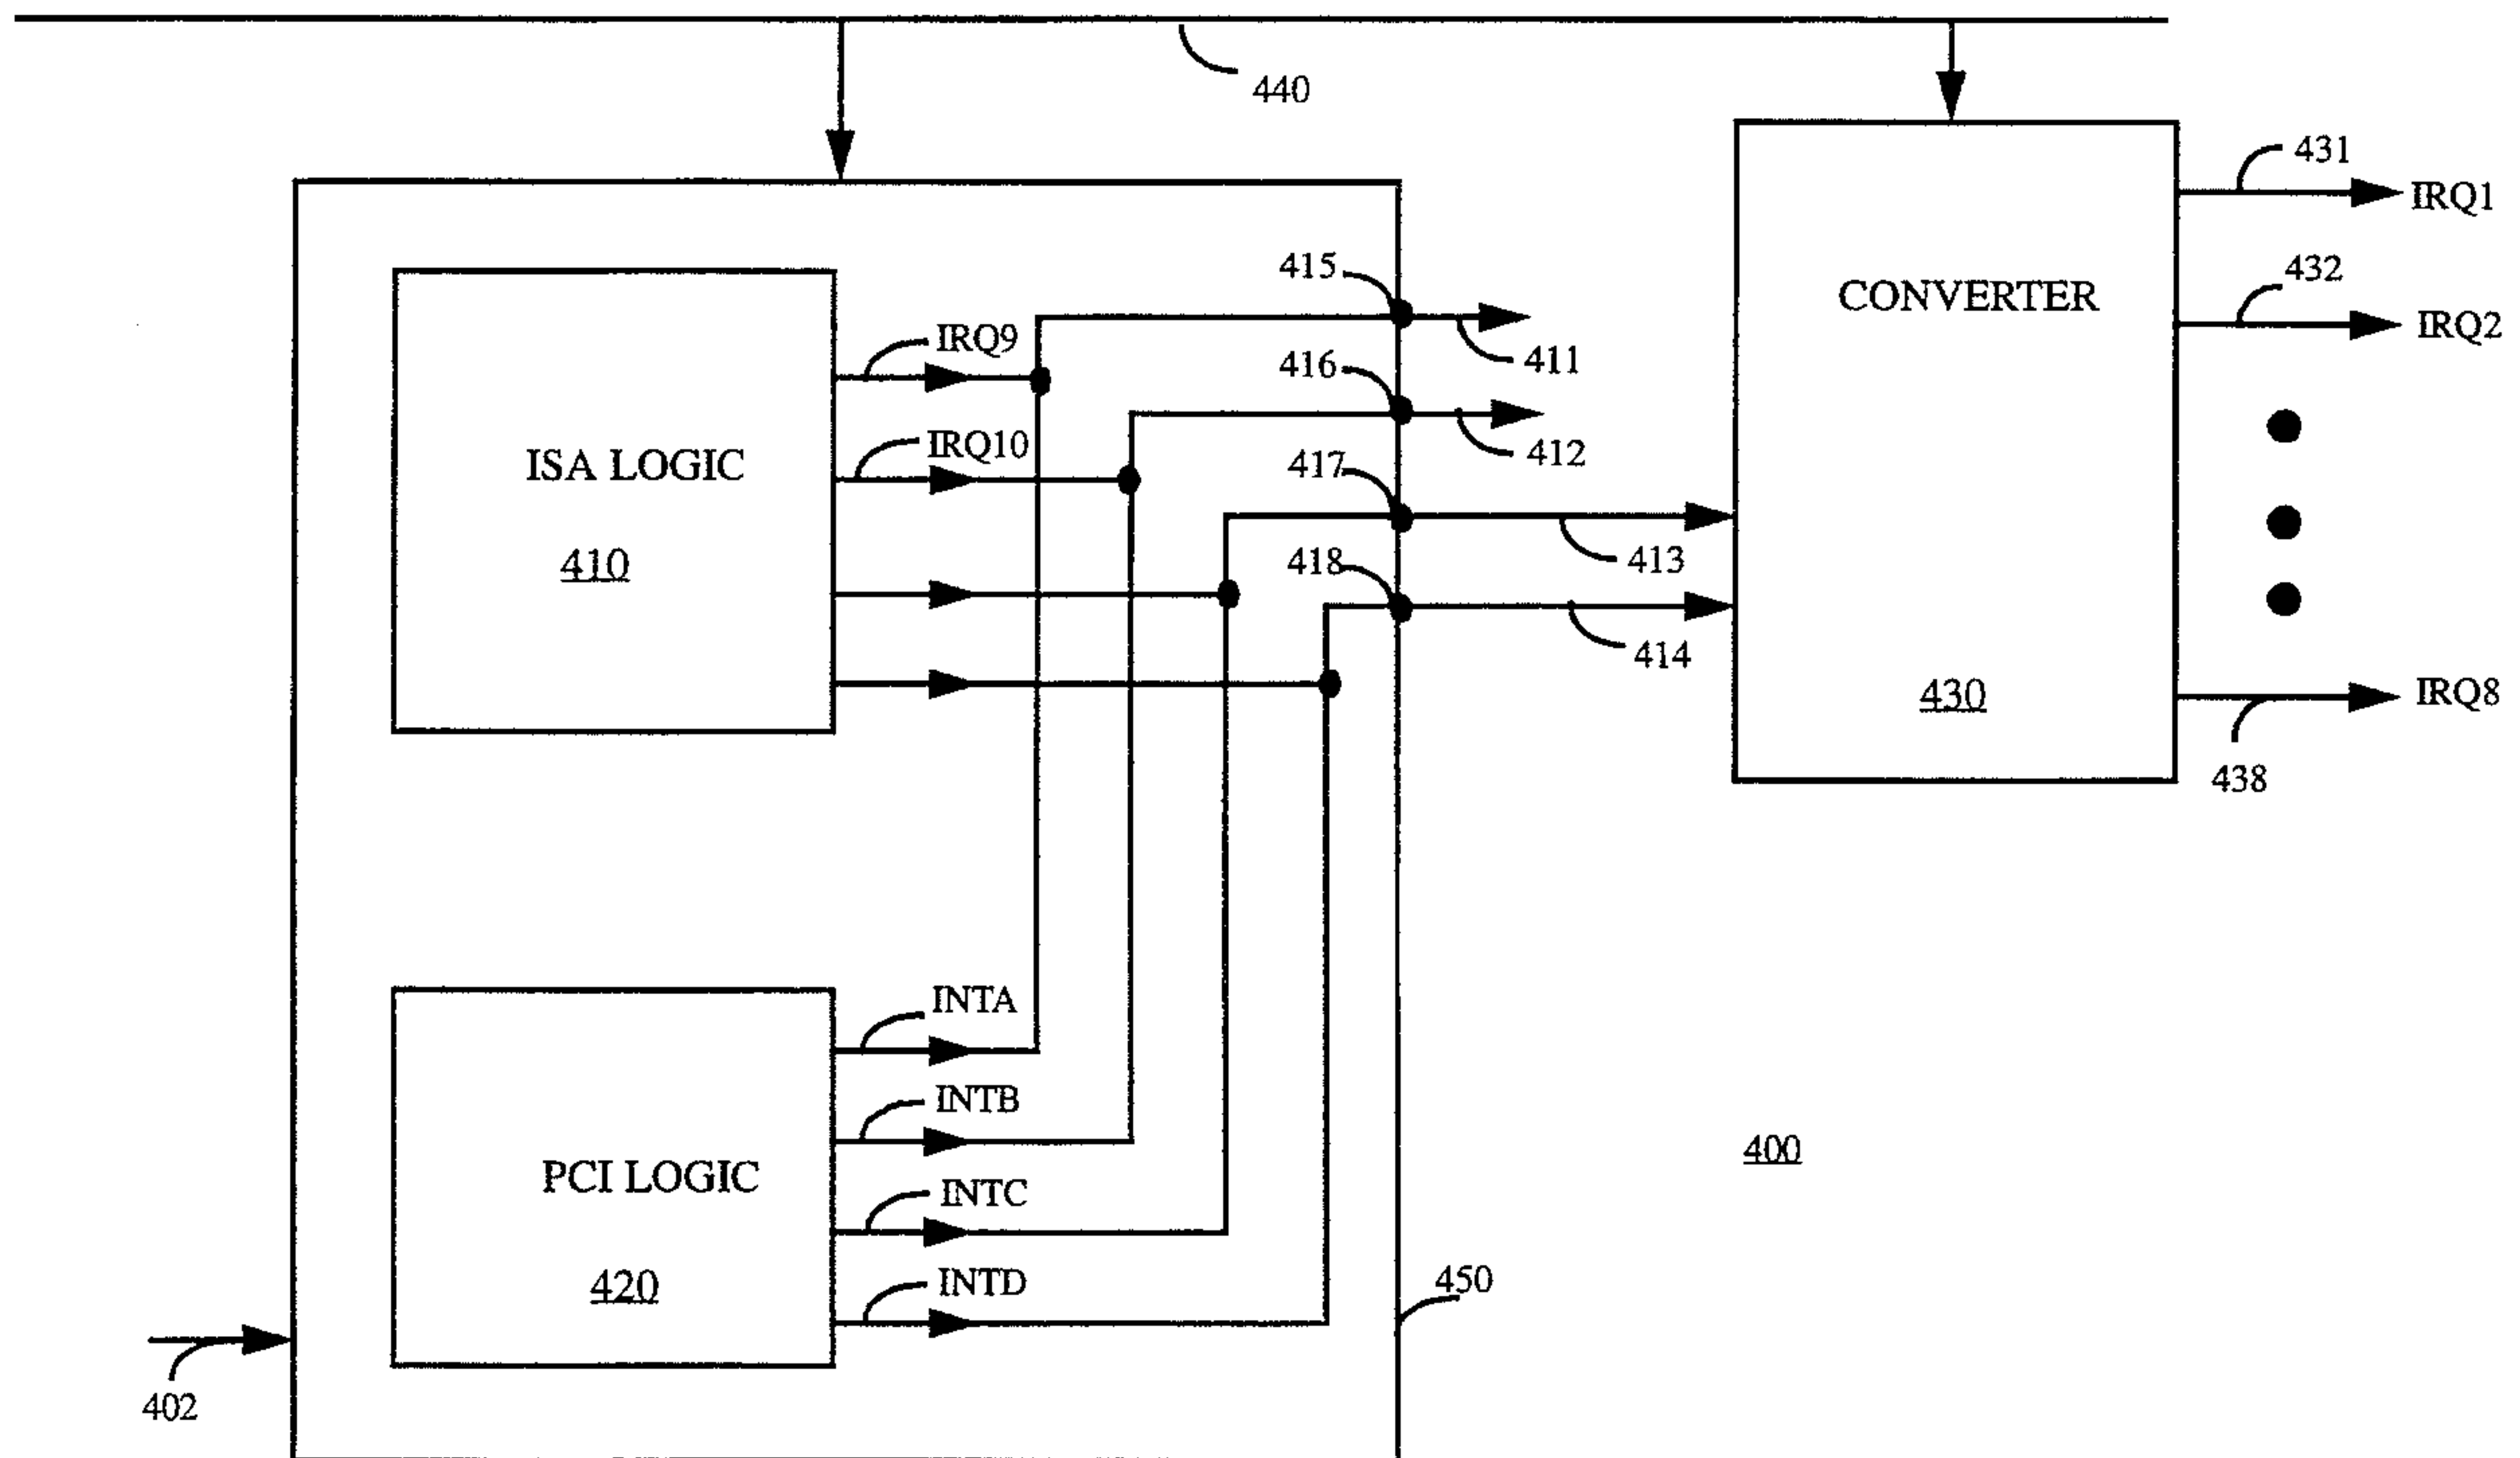 440
431
IRQ1
415
432
CONVERTER
IRQ9
IRQ2
416
411
IRQ10
412
ISA LOGIC
417
410
418
413
414
430
IRQ8
438
INTA
INTB
400
PCI LOGIC
INTC
420
INTD
450
402